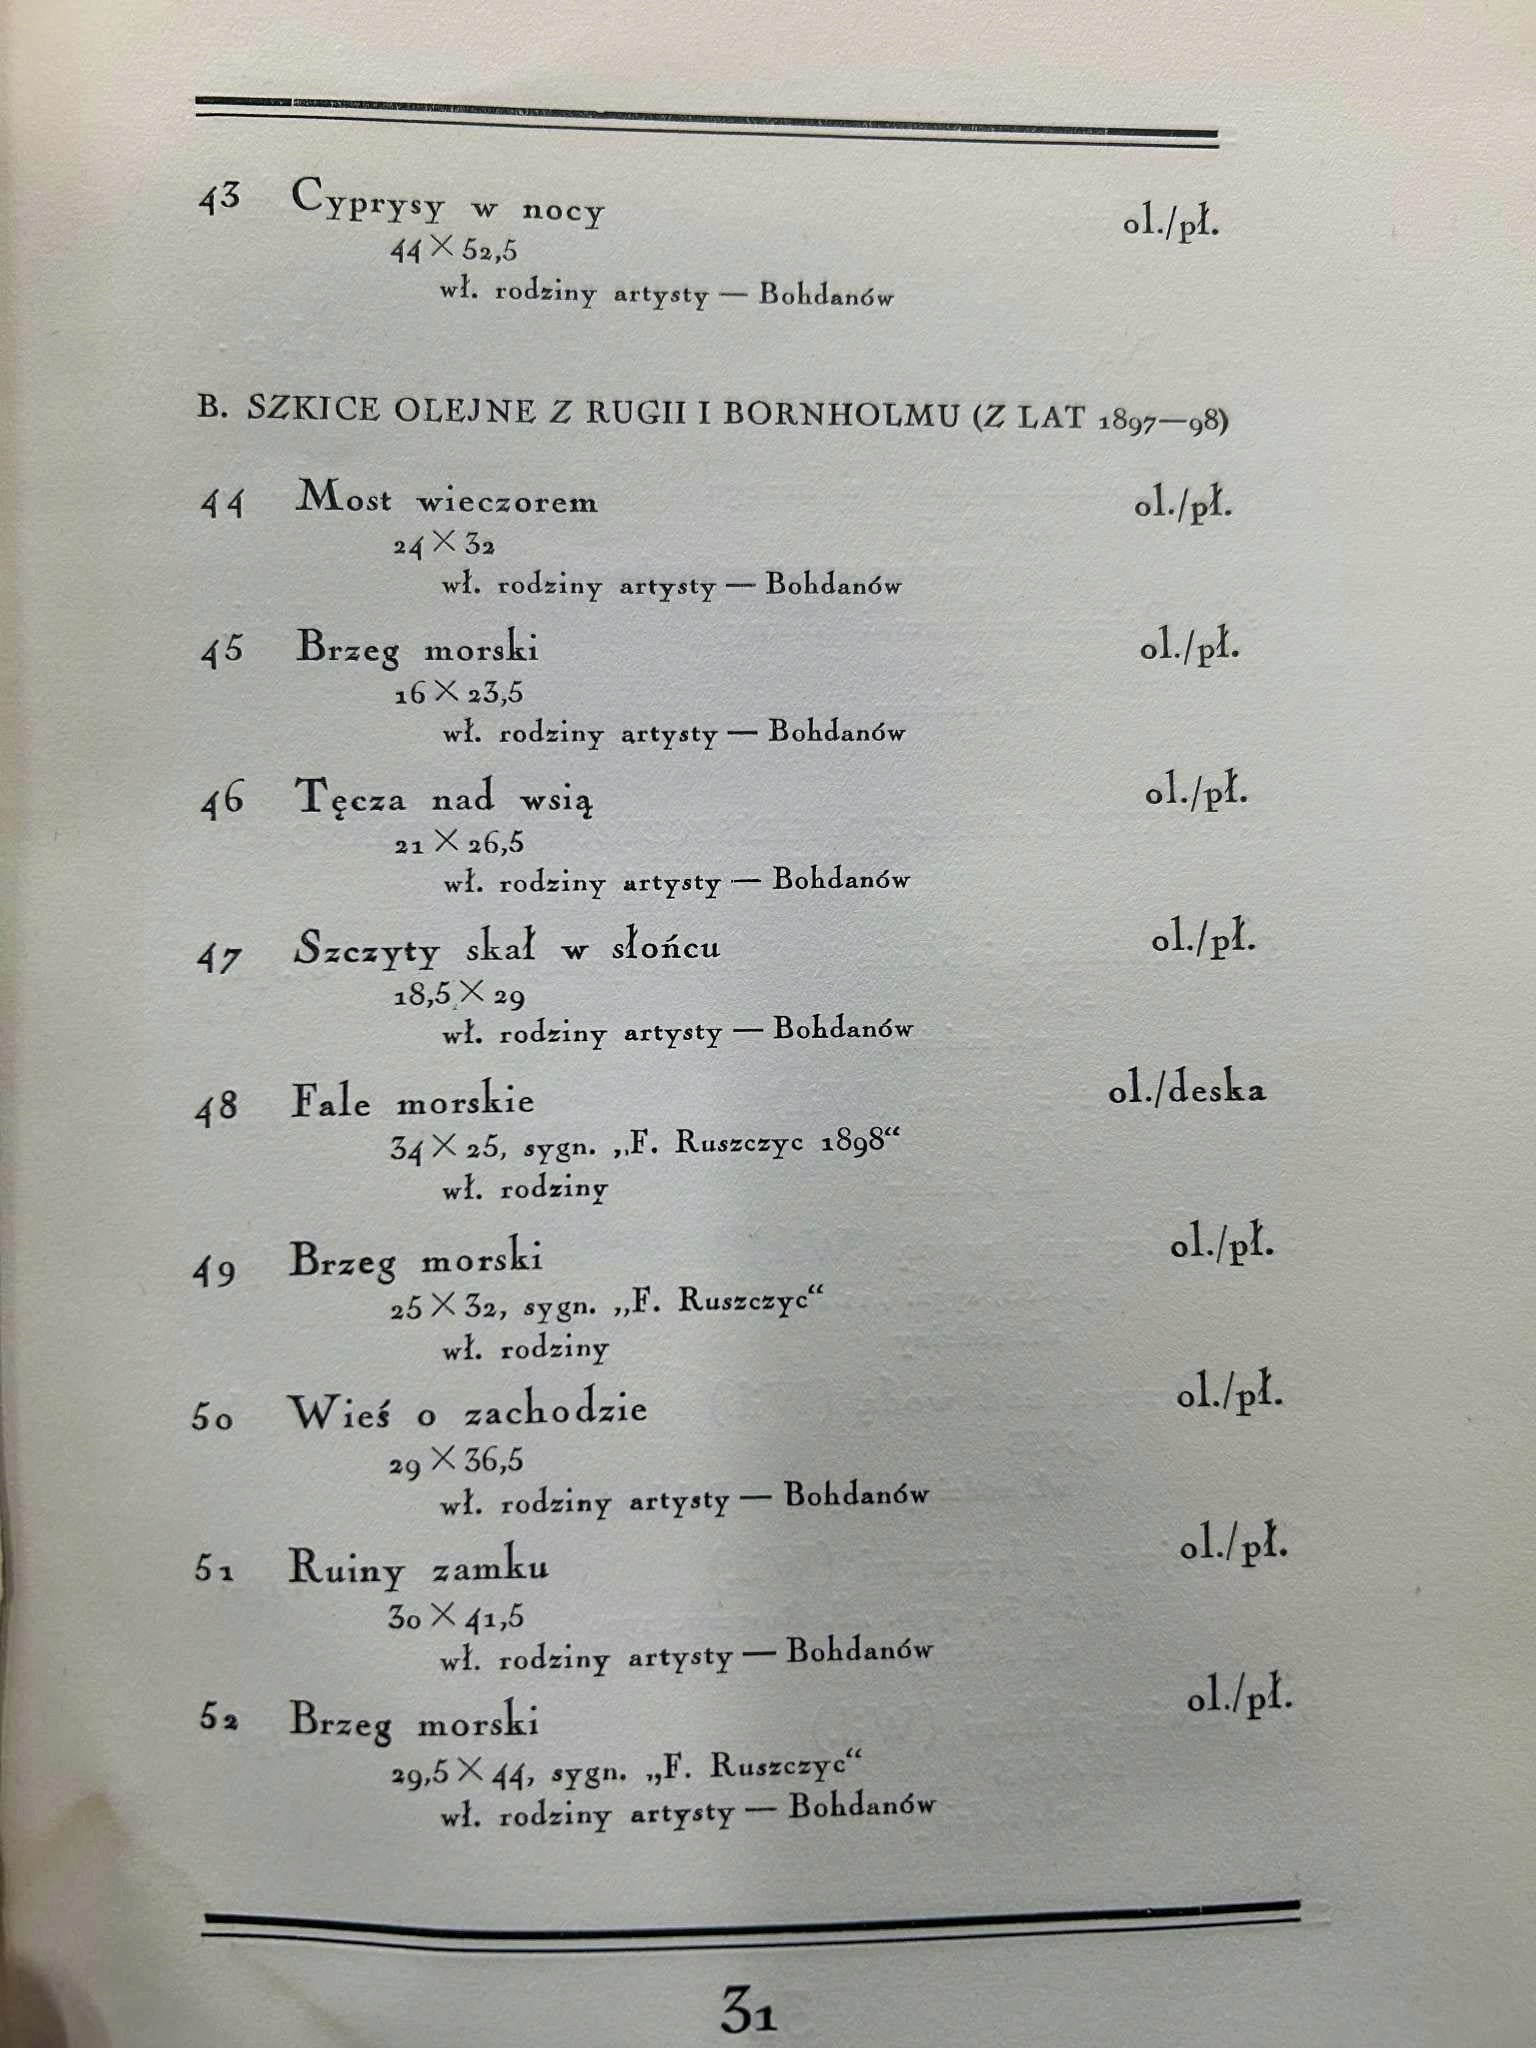 43 Cyprysy w nocy ol./pł.
44 × 52,5
wł. rodziny artysty — Bohdanów
B. SZKICE OLEJNE Z RUGII I BORNHOLMU (Z LAT 1897—98)
44 Most wieczorem ol./pł.
24 × 32
wł. rodziny artysty — Bohdanów
45 Brzeg morski ol./pł.
16 × 23,5
wł. rodziny artysty — Bohdanów
46 Tęcza nad wsią ol./pł.
21 × 26,5
wł. rodziny artysty — Bohdanów
47 Szczyty skał w słońcu ol./pł.
18,5 × 29
wł. rodziny artysty — Bohdanów
48 Fale morskie ol./deska
34 × 25, sygn. „F. Ruszczyc 1898“
wł. rodziny
49 Brzeg morski ol./pł.
25 × 32, sygn. „F. Ruszczyc“
wł. rodziny
50 Wieś o zachodzie ol./pł.
29 × 36,5
wł. rodziny artysty — Bohdanów
51 Ruiny zamku ol./pł.
30 × 41,5
wł. rodziny artysty — Bohdanów
52 Brzeg morski ol./pł.
29,5 × 44, sygn. „F. Ruszczyc“
wł. rodziny artysty — Bohdanów
31